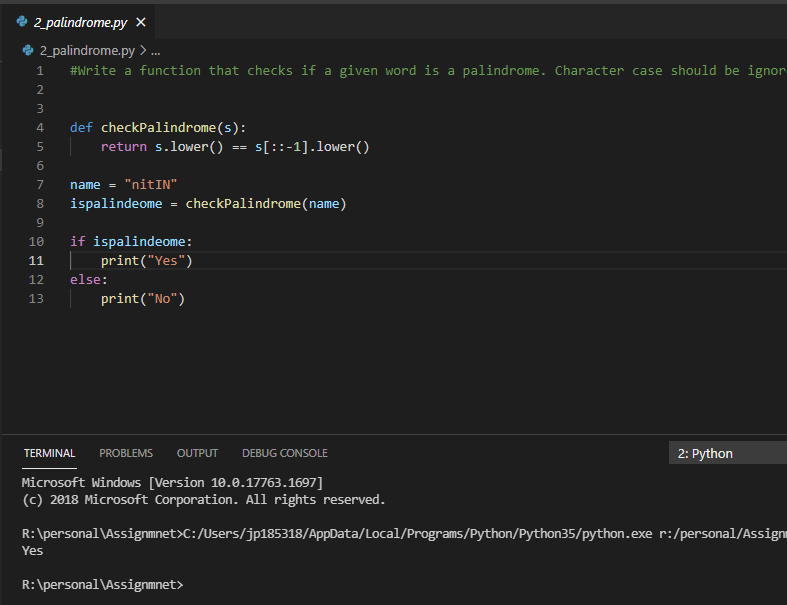 2_palindrome.py ×
2_palindrome.py > ...
1 #Write a function that checks if a given word is a palindrome. Character case should be ignor
2
3
4 def checkPalindrome(s):
5     return s.lower() == s[::-1].lower()
6
7 name = "nitIN"
8 ispalindeome = checkPalindrome(name)
9
10 if ispalindeome:
11     print("Yes")
12 else:
13     print("No")
TERMINAL PROBLEMS OUTPUT DEBUG CONSOLE 2: Python
Microsoft Windows [Version 10.0.17763.1697]
(c) 2018 Microsoft Corporation. All rights reserved.
R:\personal\Assignmnet>C:/Users/jp185318/AppData/Local/Programs/Python/Python35/python.exe r:/personal/Assignm
Yes
R:\personal\Assignmnet>